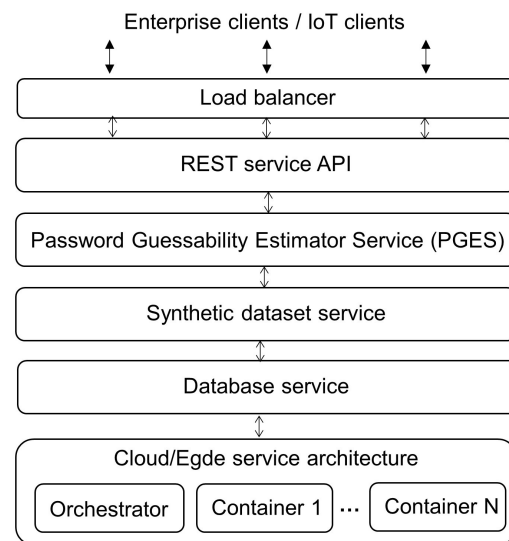 Enterprise clients / IoT clients
Load balancer
REST service API
Password Guessability Estimator Service (PGES)
Synthetic dataset service
Database service
Cloud/Egde service architecture
Orchestrator Container 1 ... Container N